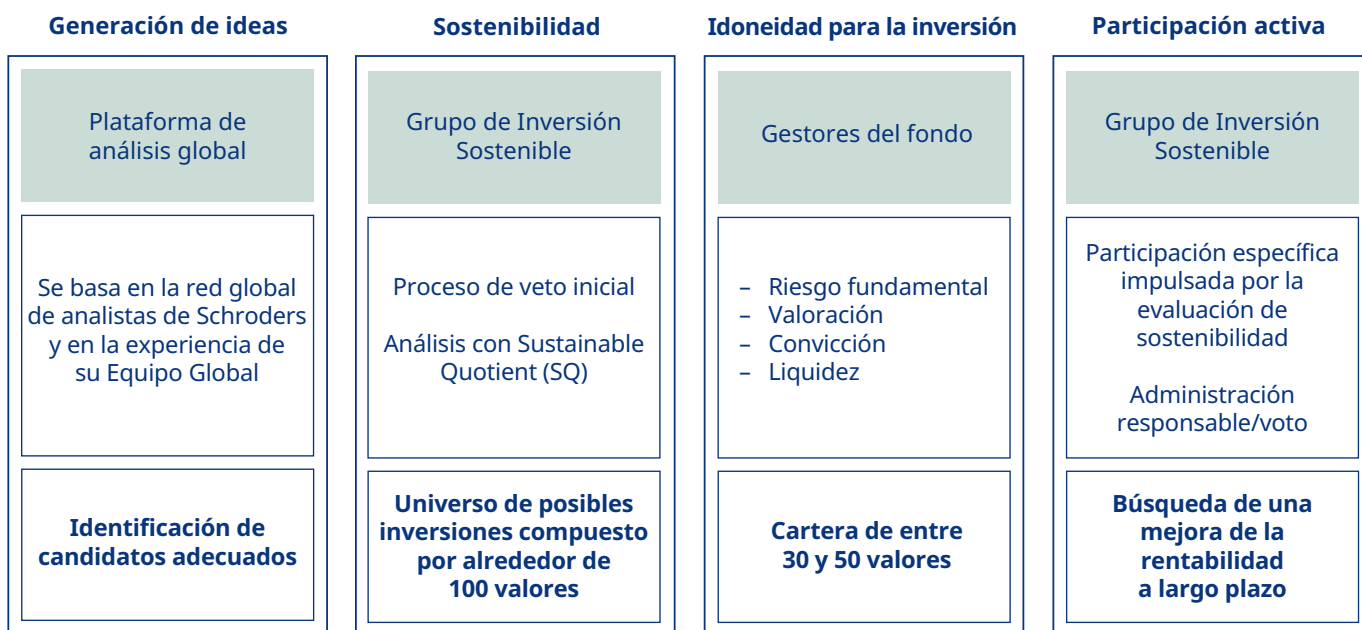 Generación de ideas
Plataforma de
análisis global
Se basa en la red global
de analistas de Schroders
y en la experiencia de
su Equipo Global
Identificación de
candidatos adecuados
Sostenibilidad
Grupo de Inversión
Sostenible
Proceso de veto inicial
Análisis con Sustainable
Quotient (SQ)
Universo de posibles
inversiones compuesto
por alrededor de
100 valores
Idoneidad para la inversión
Gestores del fondo
– Riesgo fundamental
– Valoración
– Convicción
– Liquidez
Cartera de entre
30 y 50 valores
Participación activa
Grupo de Inversión
Sostenible
Participación específica
impulsada por la
evaluación de
sostenibilidad
Administración
responsable/voto
Búsqueda de una
mejora de la
rentabilidad
a largo plazo